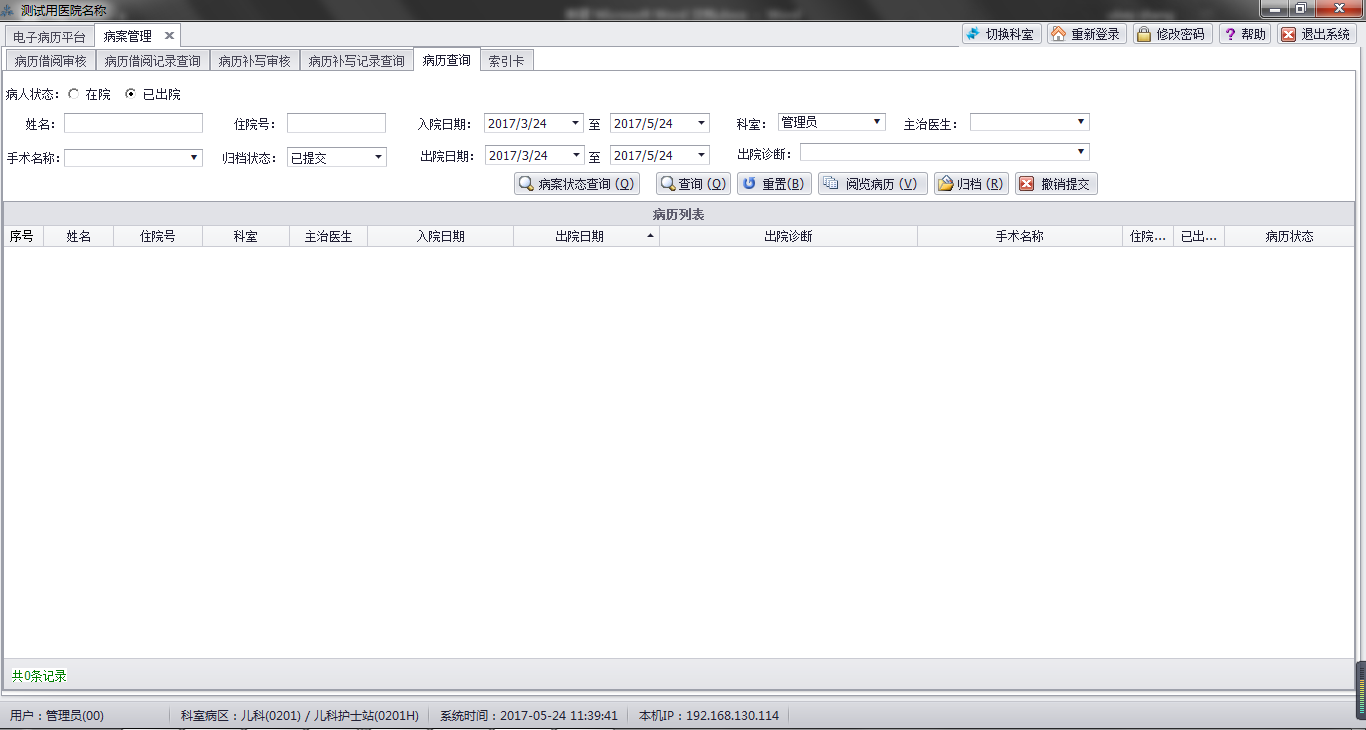 测试用医院名称
电子病历平台 病案管理 切换科室 重新登录 修改密码 ? 帮助 退出系统
病历借阅审核 病历借阅记录查询 病历补写审核 病历补写记录查询 病历查询 索引卡
病人状态: 在院 已出院
姓名: 住院号: 入院日期: 2017/3/24 至 2017/5/24 科室: 管理员 主治医生:
手术名称: 归档状态: 已提交 出院日期: 2017/3/24 至 2017/5/24 出院诊断:
病案状态查询 (Q) 查询 (Q) 重置(B) 阅览病历 (V) 归档 (R) 撤销提交
病历列表
序号 姓名 住院号 科室 主治医生 入院日期 出院日期 出院诊断 手术名称 住院... 已出... 病历状态
共0条记录
用户：管理员(00) 科室病区：儿科(0201) / 儿科护士站(0201H) 系统时间：2017-05-24 11:39:41 本机IP：192.168.130.114